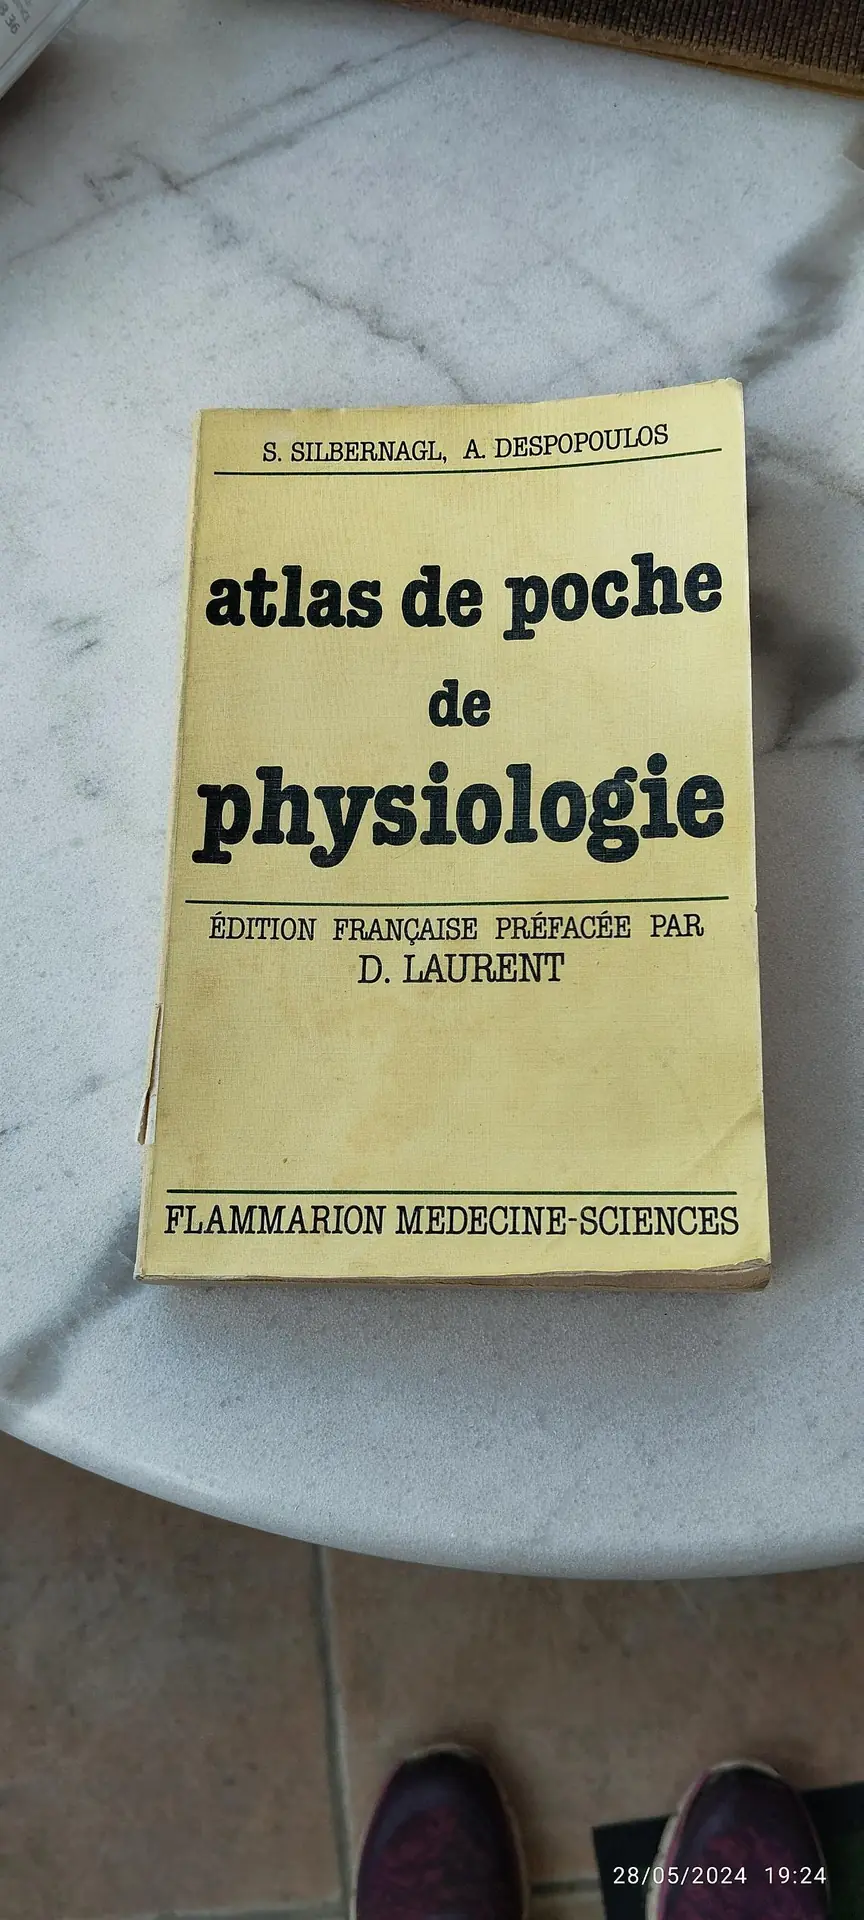 S. SILBERNAGL, A. DESPOPOULOS
atlas de poche
de
physiologie
ÉDITION FRANÇAISE PRÉFACÉE PAR
D. LAURENT
FLAMMARION MEDECINE-SCIENCES
28/05/2024 19:24